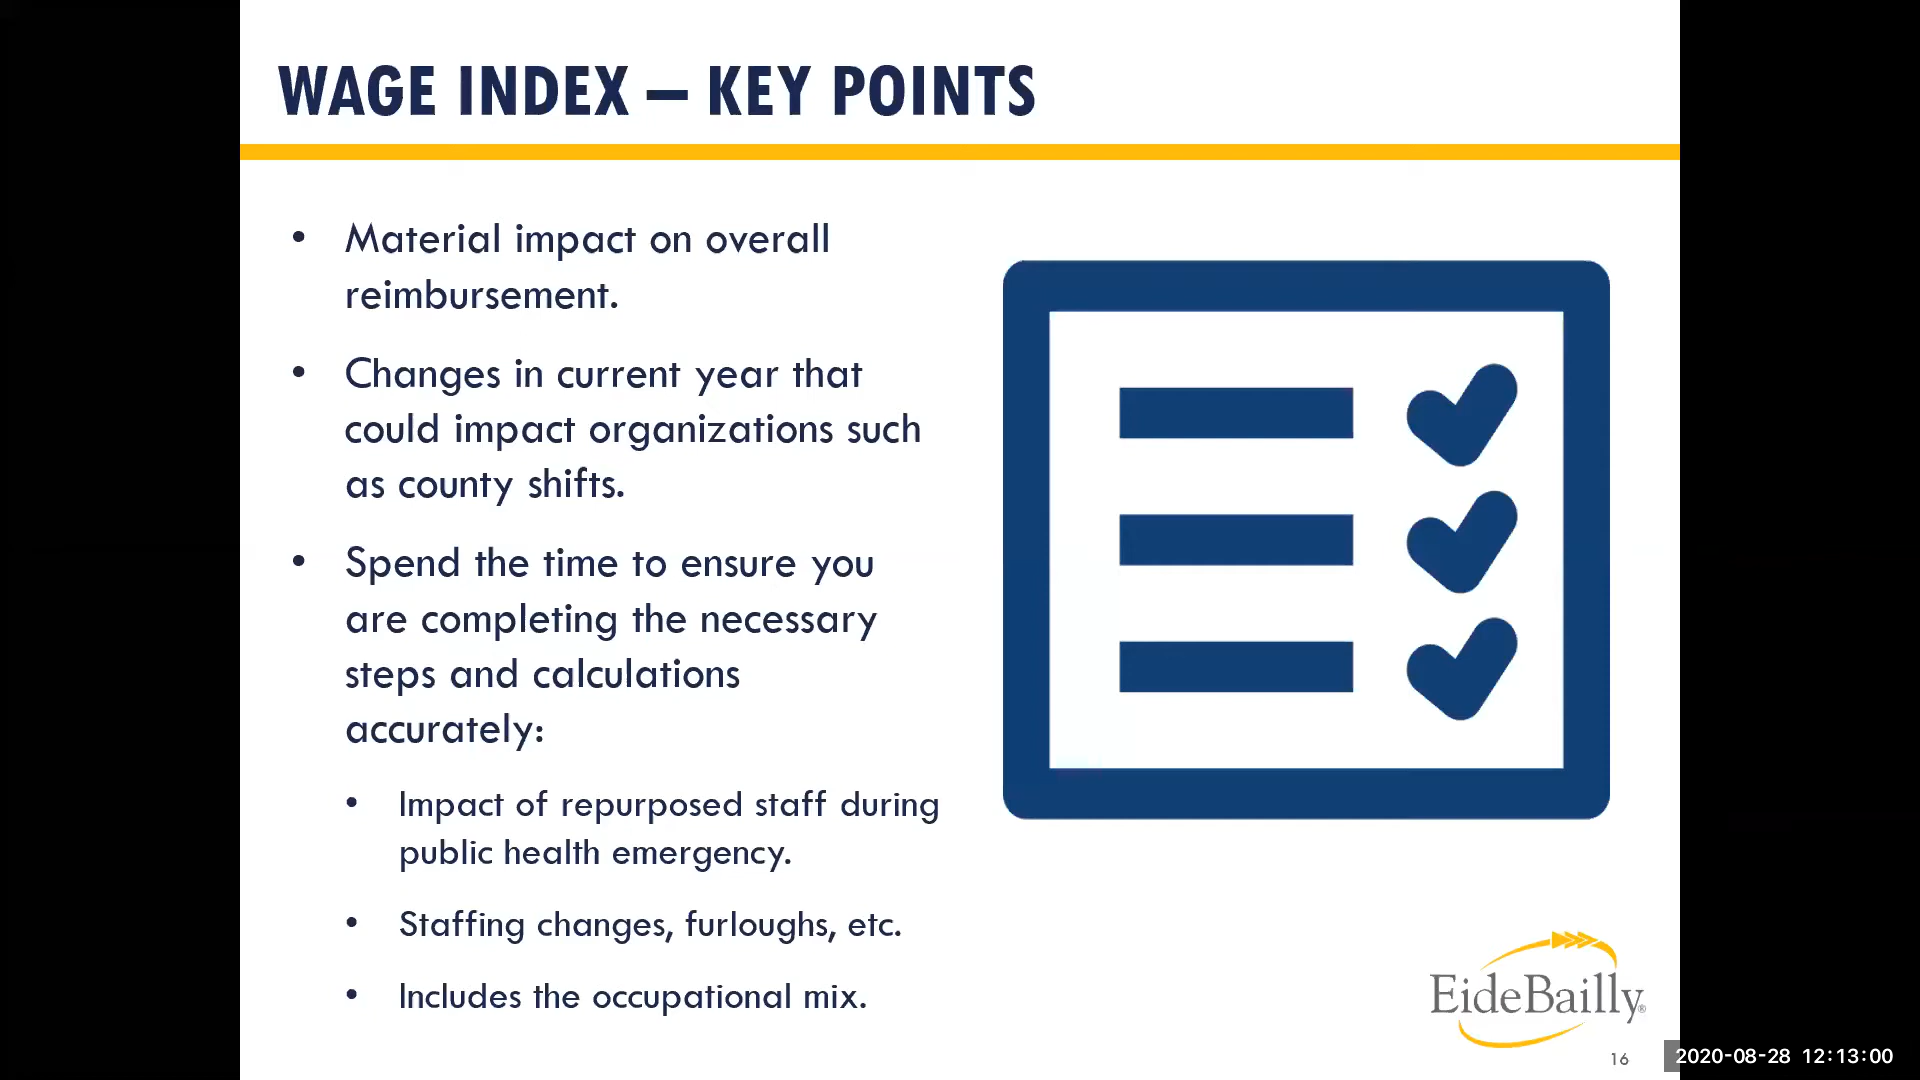 WAGE INDEX – KEY POINTS
• Material impact on overall
reimbursement.
• Changes in current year that
could impact organizations such
as county shifts.
• Spend the time to ensure you
are completing the necessary
steps and calculations
accurately:
• Impact of repurposed staff during
public health emergency.
• Staffing changes, furloughs, etc.
• Includes the occupational mix.
EideBailly®
16
2020-08-28 12:13:00